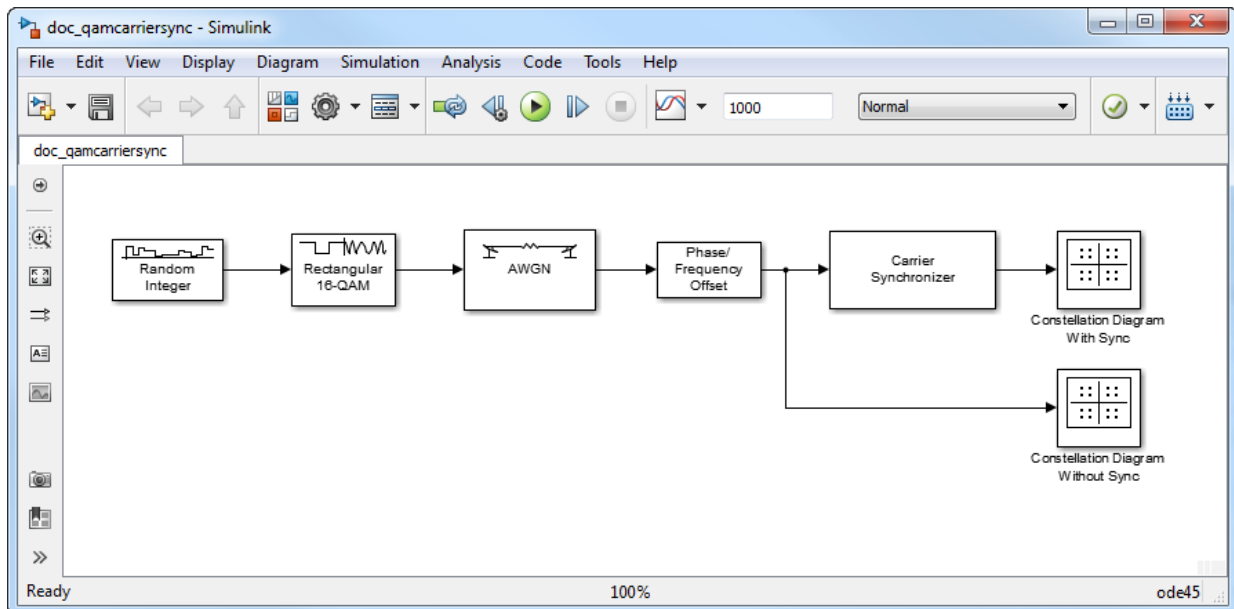 doc_qamcarriersync - Simulink
File Edit View Display Diagram Simulation Analysis Code Tools Help
1000 Normal
doc_qamcarriersync
Random
Integer
Rectangular
16-QAM
AWGN
Phase/
Frequency
Offset
Carrier
Synchronizer
Constellation Diagram
With Sync
Constellation Diagram
Without Sync
Ready 100% ode45